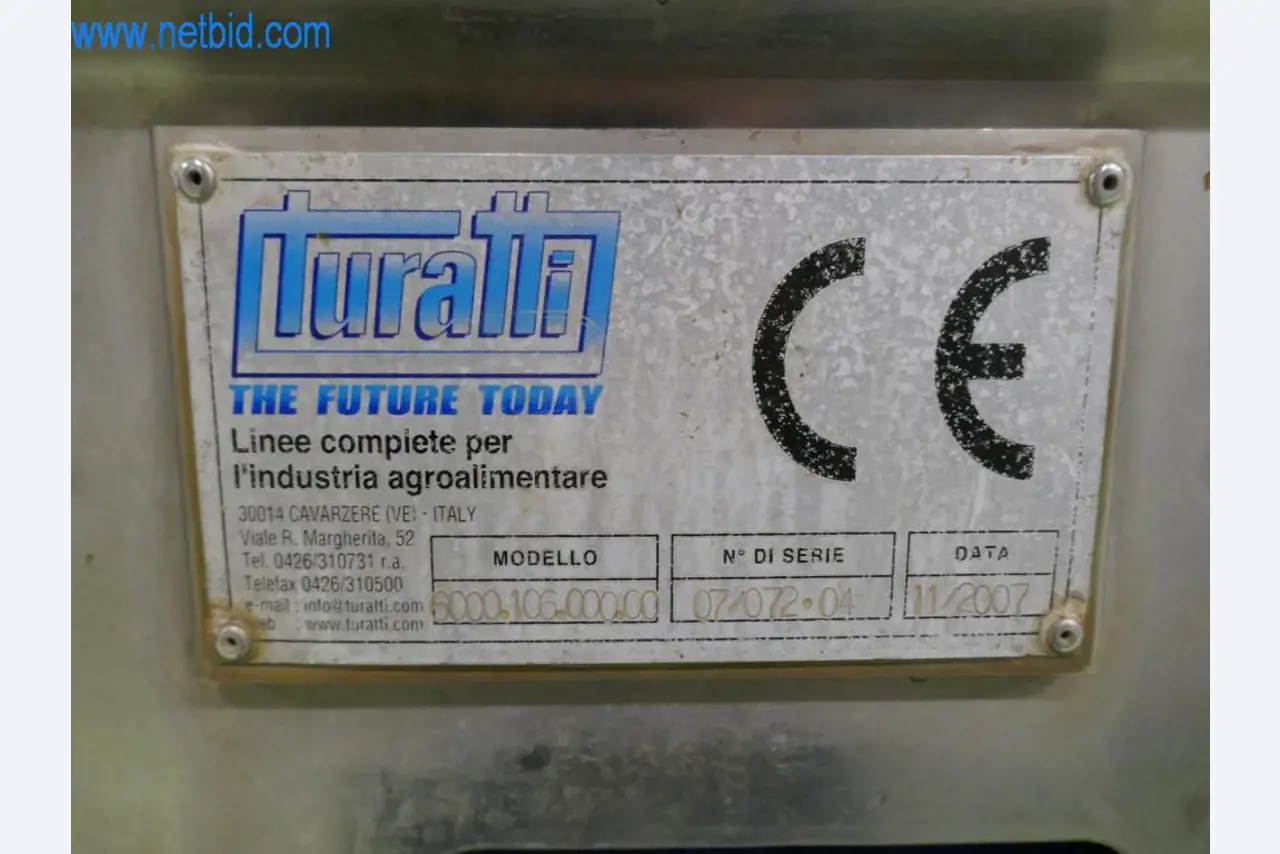 www.netbid.com
turatti
THE FUTURE TODAY
Linee complete per
l'industria agroalimentare
30014 CAVARZERE (VE) - ITALY
Viale R. Margherita, 52
Tel. 0426/310731 r.a.
Telefax 0426/310500
e-mail : info@turatti.com
web : www.turatti.com
CE
MODELLO
6000.106.000.00
N° DI SERIE
07/072.04
DATA
11/2007